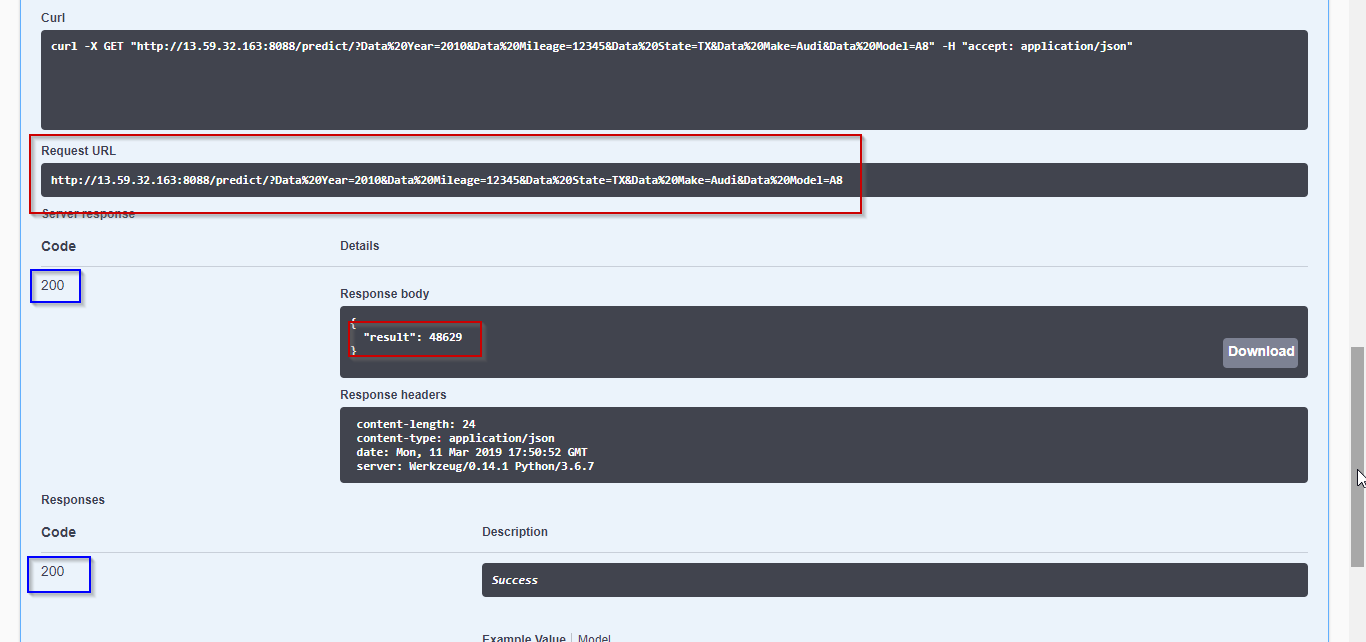 Curl
curl -X GET "http://13.59.32.163:8088/predict/?Data%20Year=2010&Data%20Mileage=12345&Data%20State=TX&Data%20Make=Audi&Data%20Model=A8" -H "accept: application/json"
Request URL
http://13.59.32.163:8088/predict/?Data%20Year=2010&Data%20Mileage=12345&Data%20State=TX&Data%20Make=Audi&Data%20Model=A8
Server response
Code Details
200
Response body
{
"result": 48629
}
Download
Response headers
content-length: 24
content-type: application/json
date: Mon, 11 Mar 2019 17:50:52 GMT
server: Werkzeug/0.14.1 Python/3.6.7
Responses
Code Description
200
Success
Example Value Model